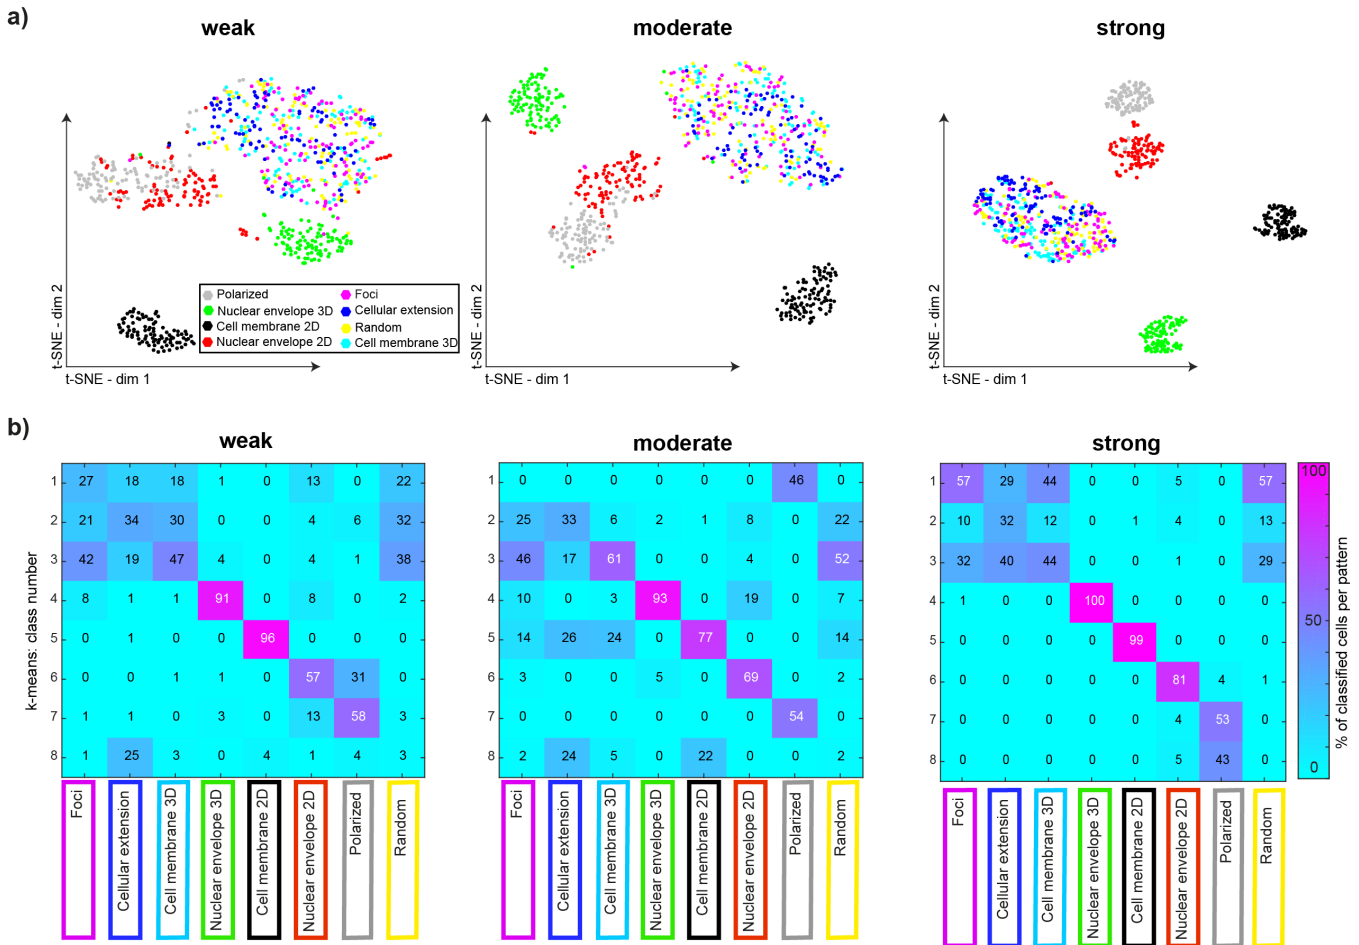 a)
weak
moderate
strong
t-SNE - dim 2
t-SNE - dim 1
Polarized
Nuclear envelope 3D
Cell membrane 2D
Nuclear envelope 2D
Foci
Cellular extension
Random
Cell membrane 3D
t-SNE - dim 2
t-SNE - dim 1
t-SNE - dim 2
t-SNE - dim 1
b)
weak
k-means: class number
1 27 18 18 1 0 13 0 22
2 21 34 30 0 0 4 6 32
3 42 19 47 4 0 4 1 38
4 8 1 1 91 0 8 0 2
5 0 1 0 0 96 0 0 0
6 0 0 1 1 0 57 31 0
7 1 1 0 3 0 13 58 3
8 1 25 3 0 4 1 4 3
Foci
Cellular extension
Cell membrane 3D
Nuclear envelope 3D
Cell membrane 2D
Nuclear envelope 2D
Polarized
Random
moderate
1 0 0 0 0 0 0 46 0
2 25 33 6 2 1 8 0 22
3 46 17 61 0 0 4 0 52
4 10 0 3 93 0 19 0 7
5 14 26 24 0 77 0 0 14
6 3 0 0 5 0 69 0 2
7 0 0 0 0 0 0 54 0
8 2 24 5 0 22 0 0 2
Foci
Cellular extension
Cell membrane 3D
Nuclear envelope 3D
Cell membrane 2D
Nuclear envelope 2D
Polarized
Random
strong
1 57 29 44 0 0 5 0 57
2 10 32 12 0 1 4 0 13
3 32 40 44 0 0 1 0 29
4 1 0 0 100 0 0 0 0
5 0 0 0 0 99 0 0 0
6 0 0 0 0 0 81 4 1
7 0 0 0 0 0 4 53 0
8 0 0 0 0 0 5 43 0
Foci
Cellular extension
Cell membrane 3D
Nuclear envelope 3D
Cell membrane 2D
Nuclear envelope 2D
Polarized
Random
100
50
0
% of classified cells per pattern